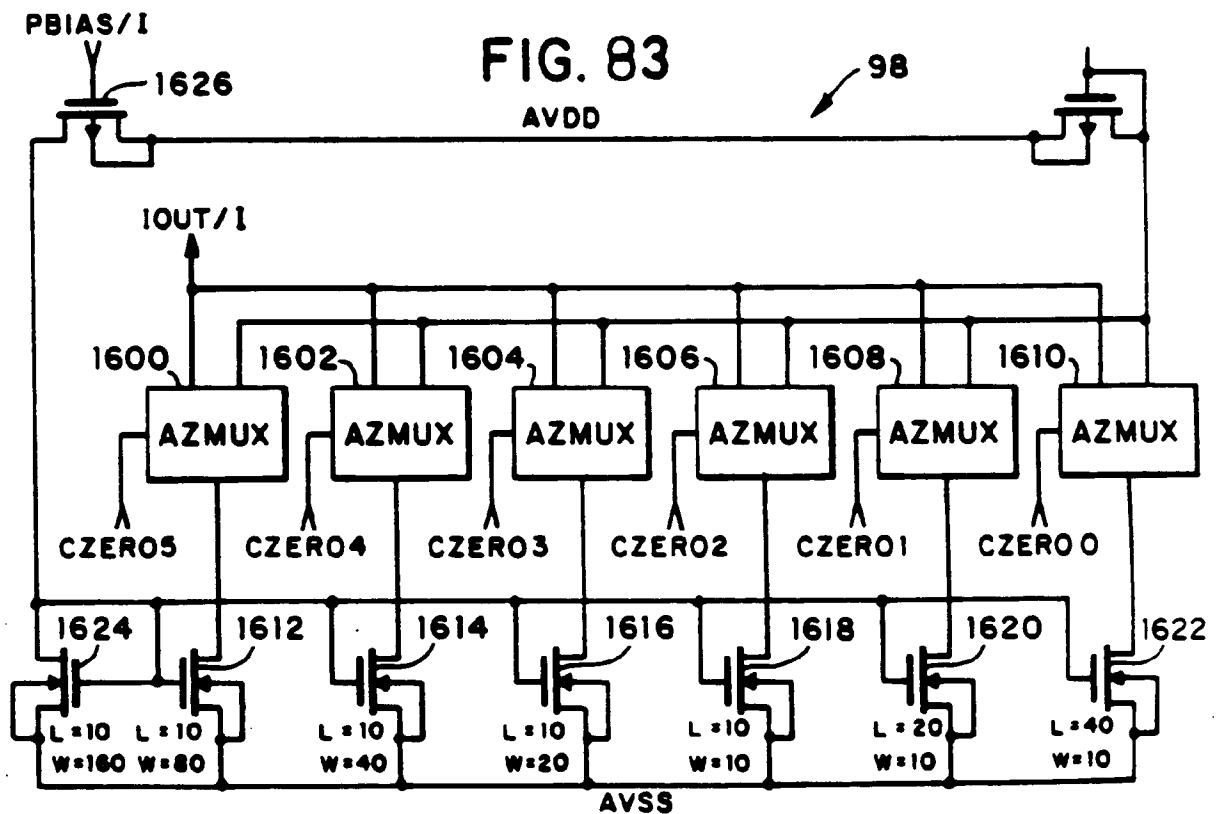 PBIAS/I
FIG. 83
1626
98
AVDD
IOUT/I
1600 1602 1604 1606 1608 1610
AZMUX AZMUX AZMUX AZMUX AZMUX AZMUX
CZERO5 CZERO4 CZERO3 CZERO2 CZERO1 CZERO0
1624 1612 1614 1616 1618 1620 1622
L=10 L=10 L=10 L=10 L=10 L=20 L=40
W=160 W=80 W=40 W=20 W=10 W=10 W=10
AVSS